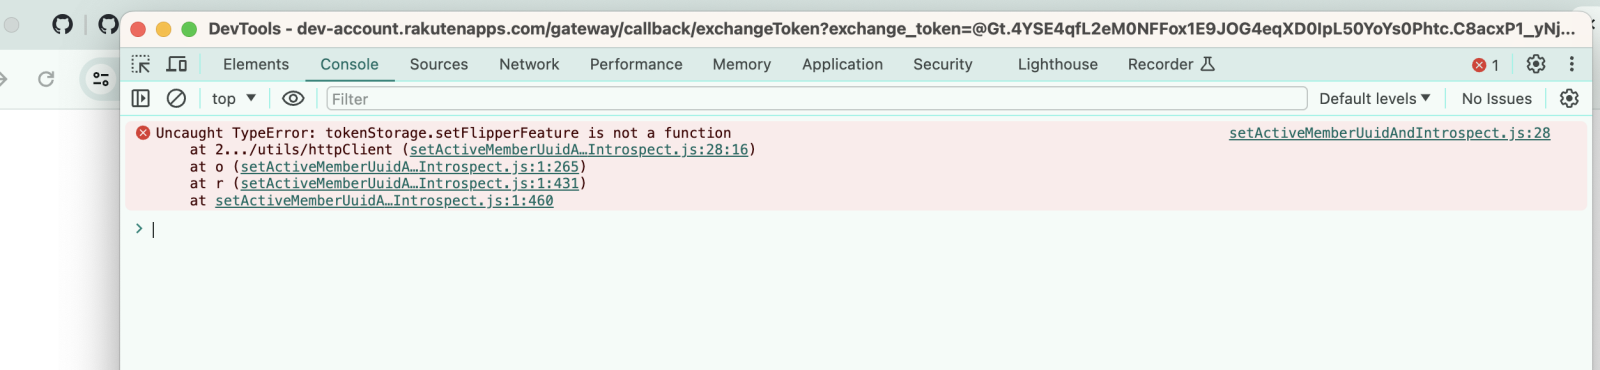 DevTools - dev-account.rakutenapps.com/gateway/callback/exchangeToken?exchange_token=@Gt.4YSE4qfL2eM0NFFox1E9JOG4eqXD0IpL50YoYs0Phtc.C8acxP1_yNj...
Elements Console Sources Network Performance Memory Application Security Lighthouse Recorder 1
top Filter Default levels No Issues
Uncaught TypeError: tokenStorage.setFlipperFeature is not a function setActiveMemberUuidAndIntrospect.js:28
at 2.../utils/httpClient (setActiveMemberUuidA…Introspect.js:28:16)
at o (setActiveMemberUuidA…Introspect.js:1:265)
at r (setActiveMemberUuidA…Introspect.js:1:431)
at setActiveMemberUuidA…Introspect.js:1:460